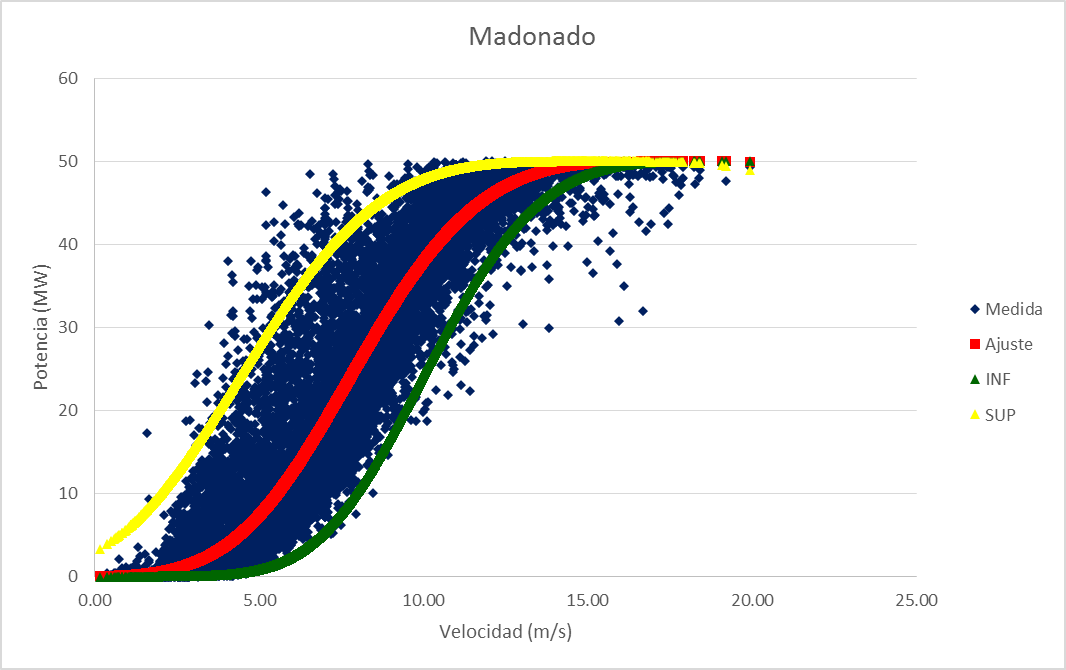 Madonado
60
50
40
30
20
10
0
Potencia (MW)
0.00 5.00 10.00 15.00 20.00 25.00
Velocidad (m/s)
Medida
Ajuste
INF
SUP